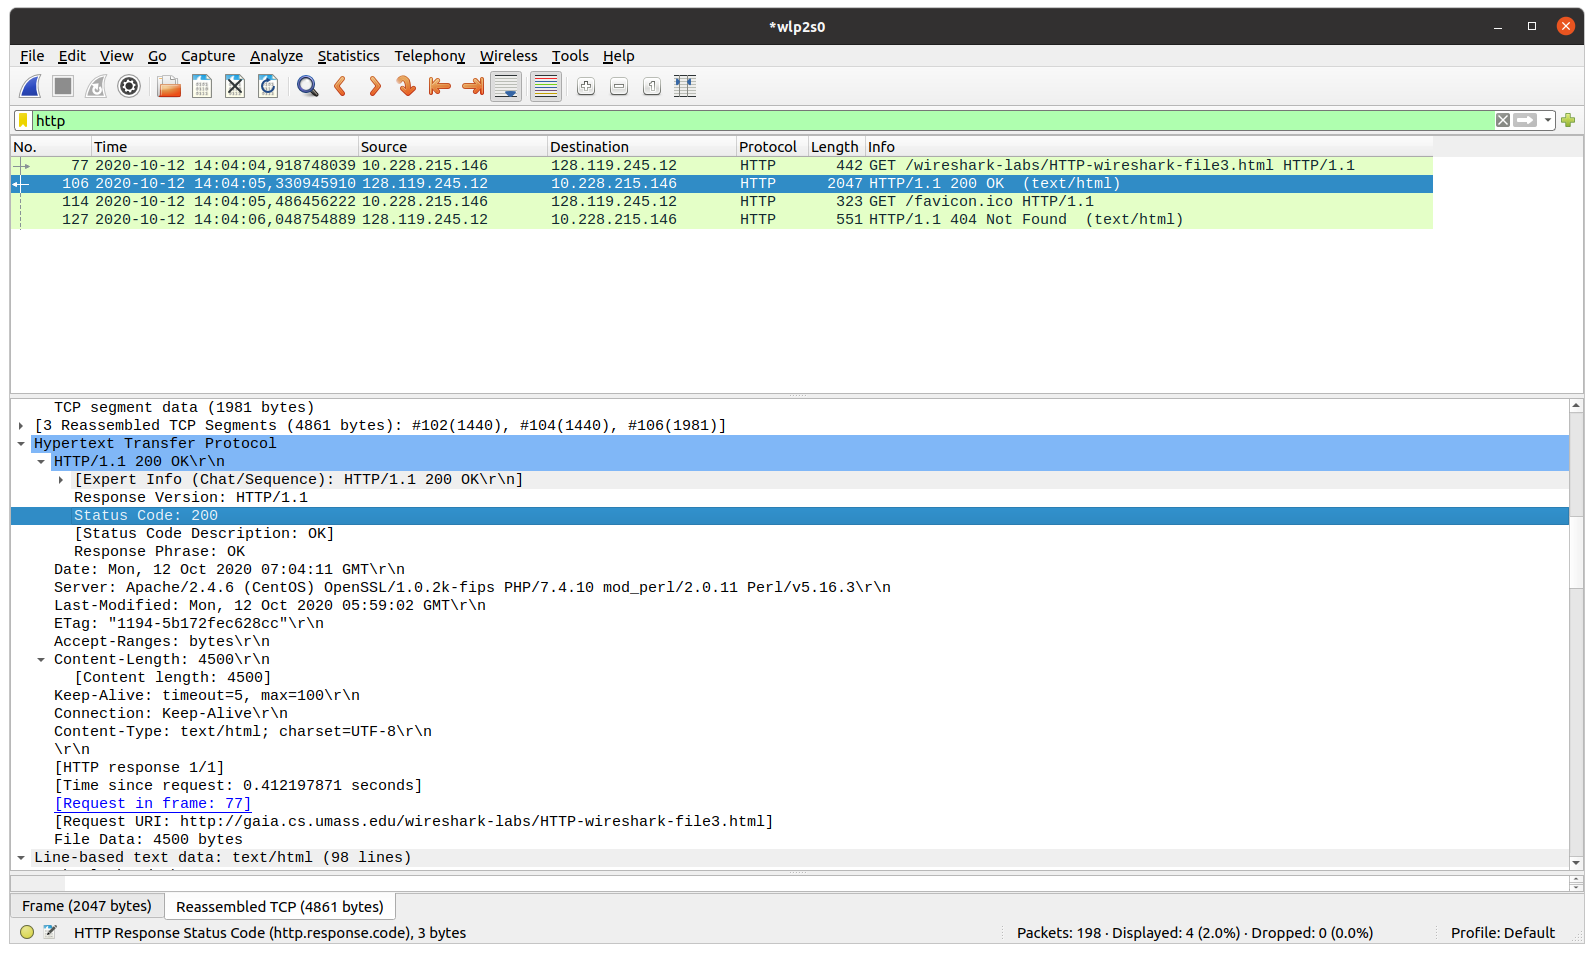 *wlp2s0
File Edit View Go Capture Analyze Statistics Telephony Wireless Tools Help
http
No. Time Source Destination Protocol Length Info
77 2020-10-12 14:04:04,918748039 10.228.215.146 128.119.245.12 HTTP 442 GET /wireshark-labs/HTTP-wireshark-file3.html HTTP/1.1
106 2020-10-12 14:04:05,330945910 128.119.245.12 10.228.215.146 HTTP 2047 HTTP/1.1 200 OK (text/html)
114 2020-10-12 14:04:05,486456222 10.228.215.146 128.119.245.12 HTTP 323 GET /favicon.ico HTTP/1.1
127 2020-10-12 14:04:06,048754889 128.119.245.12 10.228.215.146 HTTP 551 HTTP/1.1 404 Not Found (text/html)
TCP segment data (1981 bytes)
[3 Reassembled TCP Segments (4861 bytes): #102(1440), #104(1440), #106(1981)]
Hypertext Transfer Protocol
HTTP/1.1 200 OK\r\n
[Expert Info (Chat/Sequence): HTTP/1.1 200 OK\r\n]
Response Version: HTTP/1.1
Status Code: 200
[Status Code Description: OK]
Response Phrase: OK
Date: Mon, 12 Oct 2020 07:04:11 GMT\r\n
Server: Apache/2.4.6 (CentOS) OpenSSL/1.0.2k-fips PHP/7.4.10 mod_perl/2.0.11 Perl/v5.16.3\r\n
Last-Modified: Mon, 12 Oct 2020 05:59:02 GMT\r\n
ETag: "1194-5b172fec628cc"\r\n
Accept-Ranges: bytes\r\n
Content-Length: 4500\r\n
[Content length: 4500]
Keep-Alive: timeout=5, max=100\r\n
Connection: Keep-Alive\r\n
Content-Type: text/html; charset=UTF-8\r\n
\r\n
[HTTP response 1/1]
[Time since request: 0.412197871 seconds]
[Request in frame: 77]
[Request URI: http://gaia.cs.umass.edu/wireshark-labs/HTTP-wireshark-file3.html]
File Data: 4500 bytes
Line-based text data: text/html (98 lines)
Frame (2047 bytes) Reassembled TCP (4861 bytes)
HTTP Response Status Code (http.response.code), 3 bytes Packets: 198 · Displayed: 4 (2.0%) · Dropped: 0 (0.0%) Profile: Default